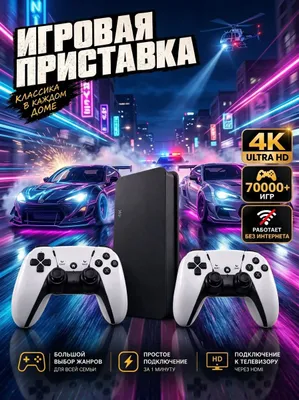 ИГРОВАЯ
ПРИСТАВКА
КЛАССИКА
В КАЖДОМ
ДОМЕ
4K
ULTRA HD
70000+
ИГР
РАБОТАЕТ
БЕЗ ИНТЕРНЕТА
БОЛЬШОЙ
ВЫБОР ЖАНРОВ
ДЛЯ ВСЕЙ СЕМЬИ
ПРОСТОЕ
ПОДКЛЮЧЕНИЕ
ЗА 1 МИНУТУ
HD
ПОДКЛЮЧЕНИЕ
К ТЕЛЕВИЗОРУ
ЧЕРЕЗ HDMI